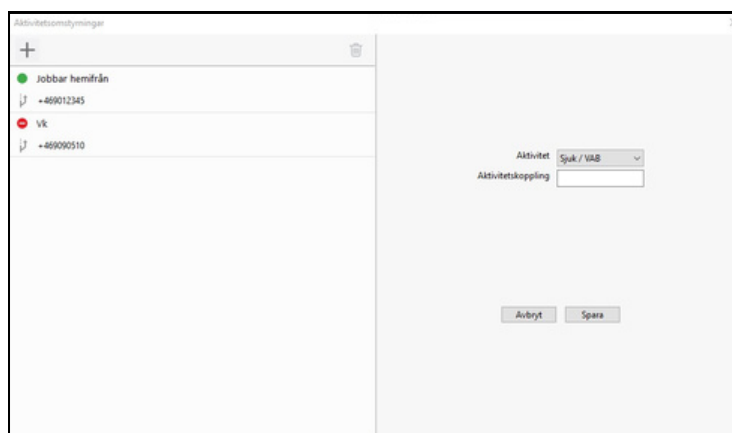 Aktivitetsomstyrningar
Jobbar hemifrån
+469012345
Vk
+469090510
Aktivitet
Sjuk / VAB
Aktivitetskoppling
Avbryt
Spara